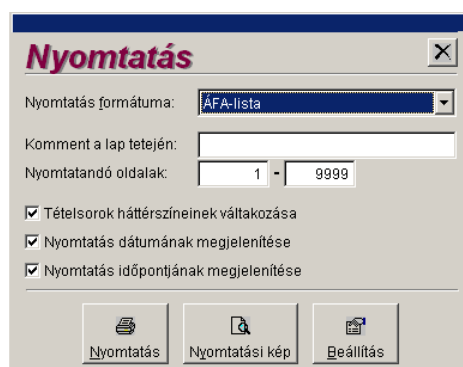 Nyomtatás
Nyomtatás formátuma: ÁFA-lista
Komment a lap tetején:
Nyomtatandó oldalak: 1 - 9999
Tételsorok háttérszíneinek váltakozása
Nyomtatás dátumának megjelenítése
Nyomtatás időpontjának megjelenítése
Nyomtatás Nyomtatási kép Beállítás